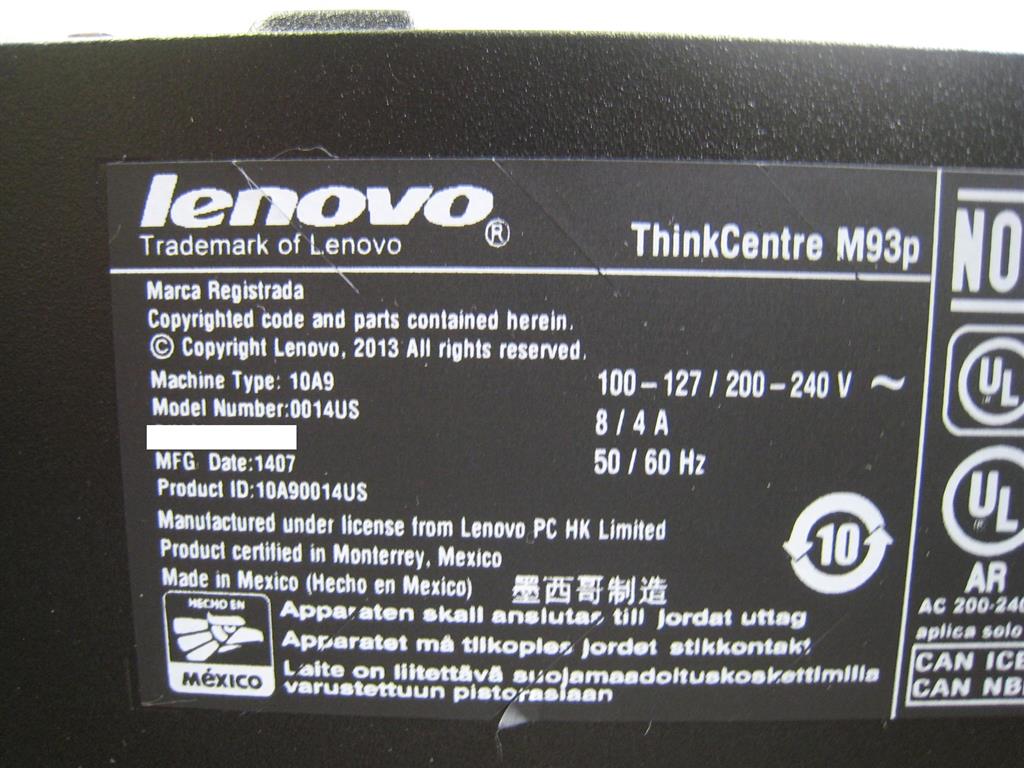 lenovo®
Trademark of Lenovo
ThinkCentre M93p
Marca Registrada
Copyrighted code and parts contained herein.
© Copyright Lenovo, 2013 All rights reserved.
Machine Type: 10A9
Model Number:0014US
MFG Date:1407
Product ID:10A90014US
100-127 / 200-240 V ~
8 / 4 A
50 / 60 Hz
Manufactured under license from Lenovo PC HK Limited
Product certified in Monterrey, Mexico
Made in Mexico (Hecho en Mexico) 墨西哥制造
10
HECHO EN
MéXICO
Apparaten skall anslutas till jordat uttag
Apparatet må tilkoples jordet stikkontakt
Laite on liitettävä suojamaadoituskoskettimilla
varustettuun pistorasiaan
NO
UL
UL
AR
AC 200-240
aplica solo
CAN ICE
CAN NB